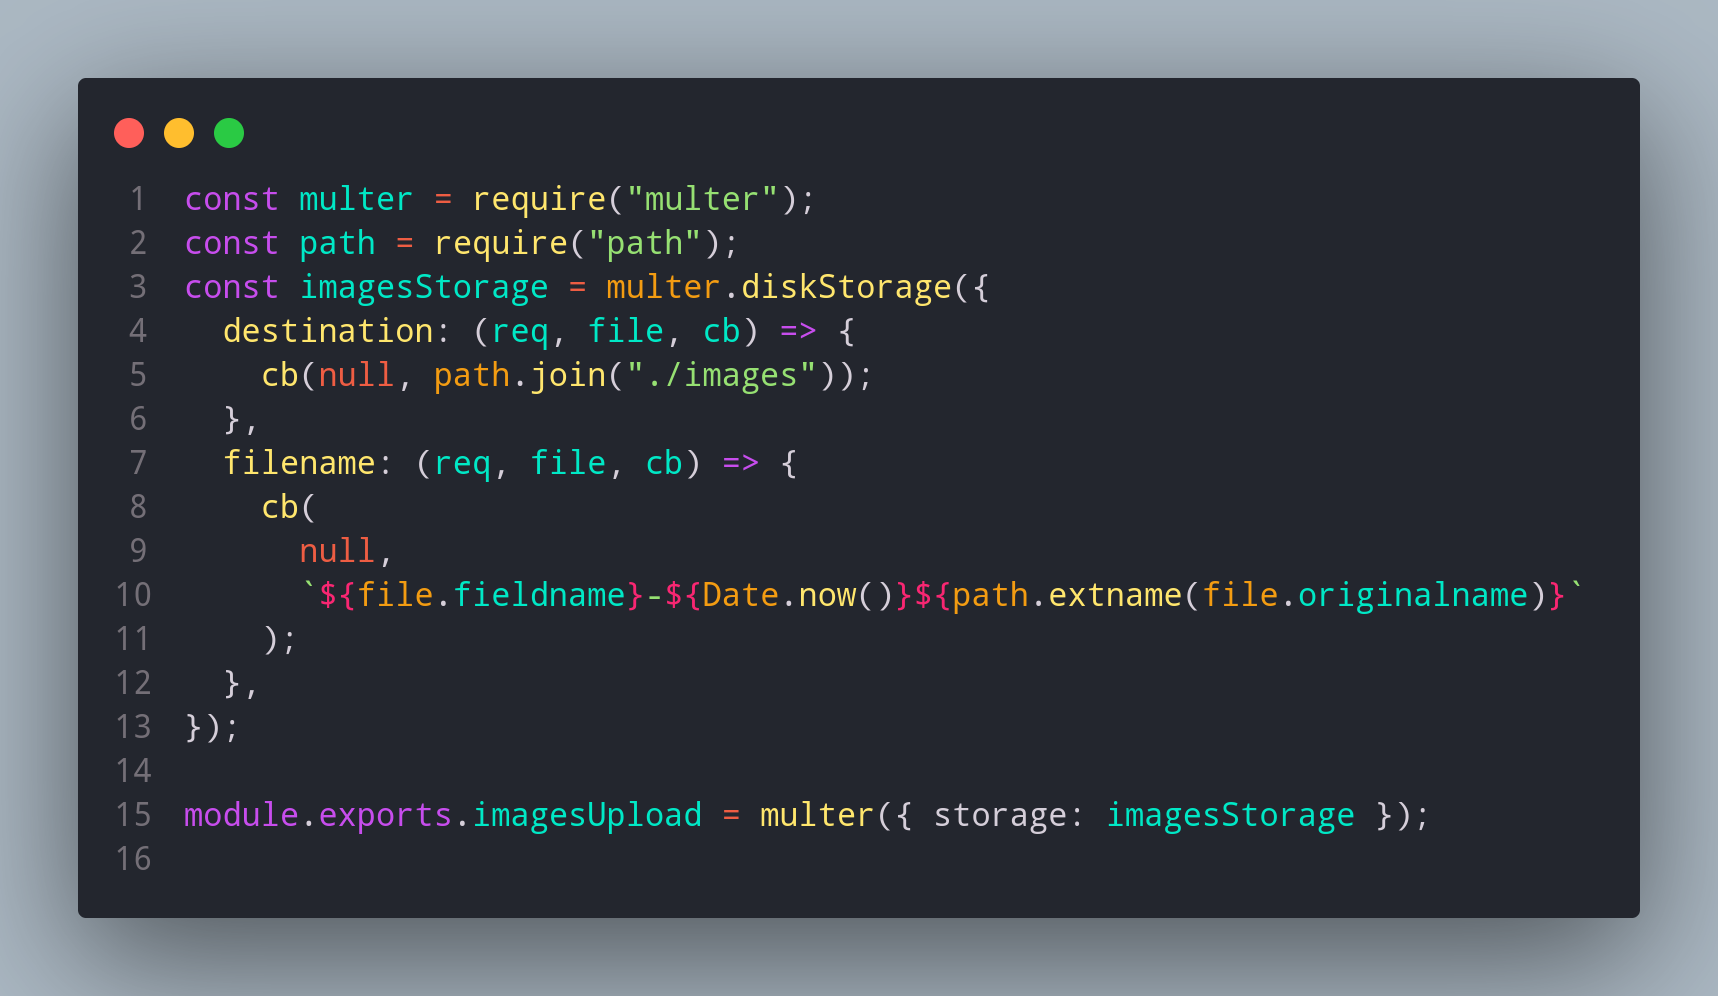 1 const multer = require("multer");
2 const path = require("path");
3 const imagesStorage = multer.diskStorage({
4   destination: (req, file, cb) => {
5     cb(null, path.join("./images"));
6   },
7   filename: (req, file, cb) => {
8     cb(
9       null,
10       `${file.fieldname}-${Date.now()}${path.extname(file.originalname)}`
11     );
12   },
13 });
14
15 module.exports.imagesUpload = multer({ storage: imagesStorage });
16